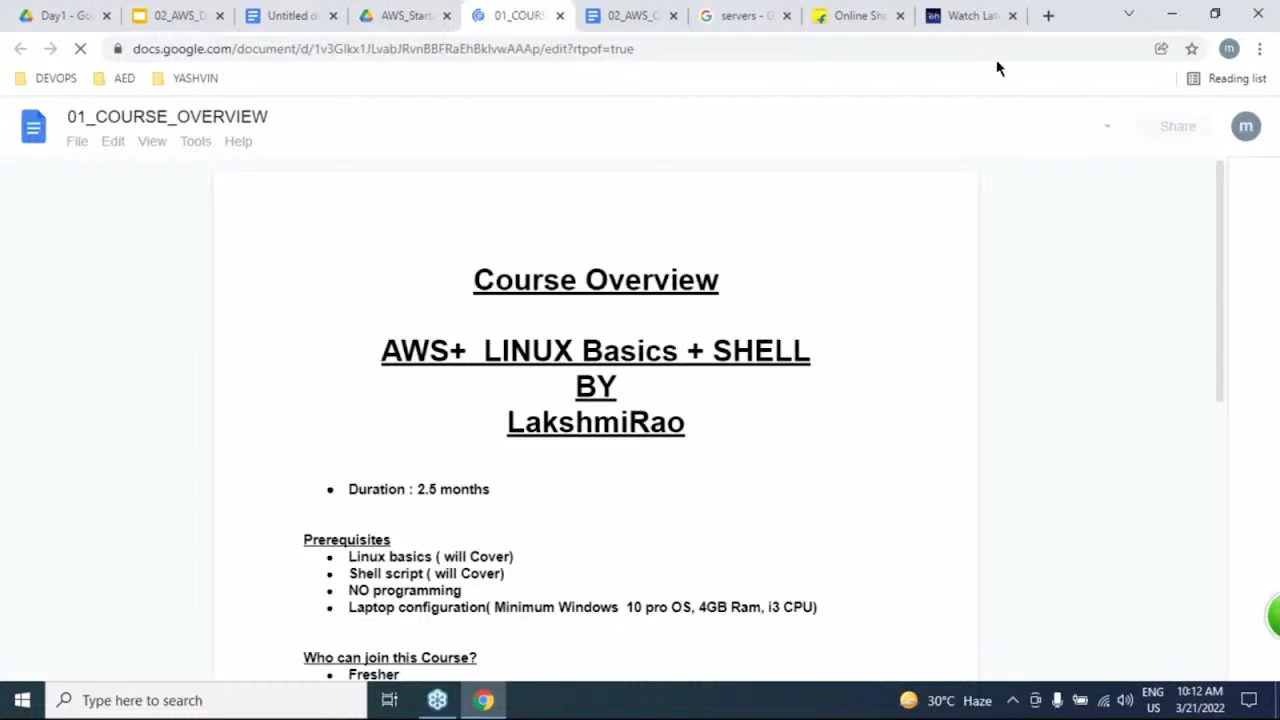 Day1 - Go
02_AWS_D
Untitled d
AWS_Start
01_COURS
02_AWS_C
servers - G
Online Sh
Watch Lat
docs.google.com/document/d/
/edit?rtpof=true
DEVOPS
AED
YASHVIN
Reading list
01_COURSE_OVERVIEW
File Edit View Tools Help
Share
m
m
Course Overview
AWS+ LINUX Basics + SHELL
BY
LakshmiRao
• Duration : 2.5 months
Prerequisites
• Linux basics ( will Cover)
• Shell script ( will Cover)
• NO programming
• Laptop configuration( Minimum Windows 10 pro OS, 4GB Ram, i3 CPU)
Who can join this Course?
• Fresher
Type here to search
30°C Haze
ENG
US
10:12 AM
3/21/2022